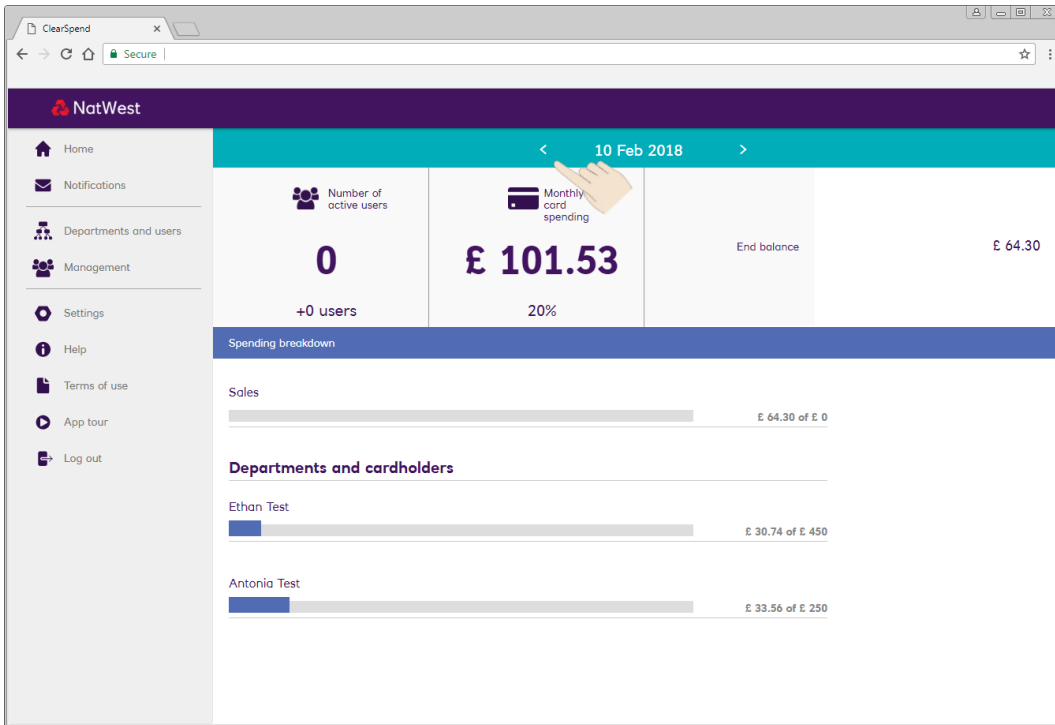 ClearSpend
Secure
NatWest
Home
Notifications
Departments and users
Management
Settings
Help
Terms of use
App tour
Log out
< 10 Feb 2018 >
Number of
active users
0
+0 users
Monthly
card
spending
£ 101.53
20%
End balance
£ 64.30
Spending breakdown
Sales
£ 64.30 of £ 0
Departments and cardholders
Ethan Test
£ 30.74 of £ 450
Antonia Test
£ 33.56 of £ 250